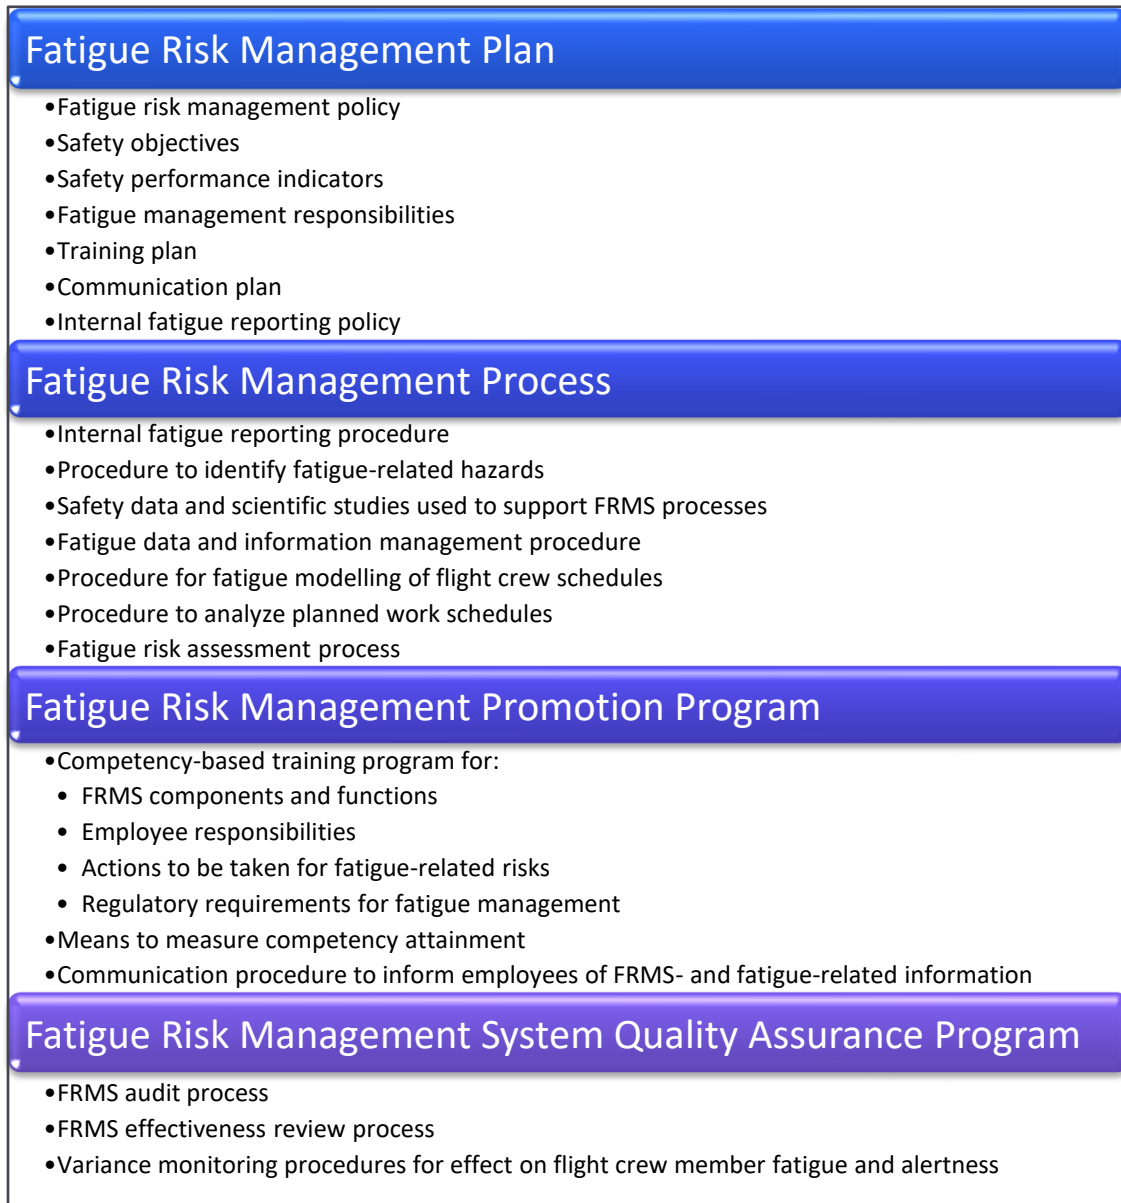 Fatigue Risk Management Plan
•Fatigue risk management policy
•Safety objectives
•Safety performance indicators
•Fatigue management responsibilities
•Training plan
•Communication plan
•Internal fatigue reporting policy
Fatigue Risk Management Process
•Internal fatigue reporting procedure
•Procedure to identify fatigue-related hazards
•Safety data and scientific studies used to support FRMS processes
•Fatigue data and information management procedure
•Procedure for fatigue modelling of flight crew schedules
•Procedure to analyze planned work schedules
•Fatigue risk assessment process
Fatigue Risk Management Promotion Program
•Competency-based training program for:
• FRMS components and functions
• Employee responsibilities
• Actions to be taken for fatigue-related risks
• Regulatory requirements for fatigue management
•Means to measure competency attainment
•Communication procedure to inform employees of FRMS- and fatigue-related information
Fatigue Risk Management System Quality Assurance Program
•FRMS audit process
•FRMS effectiveness review process
•Variance monitoring procedures for effect on flight crew member fatigue and alertness